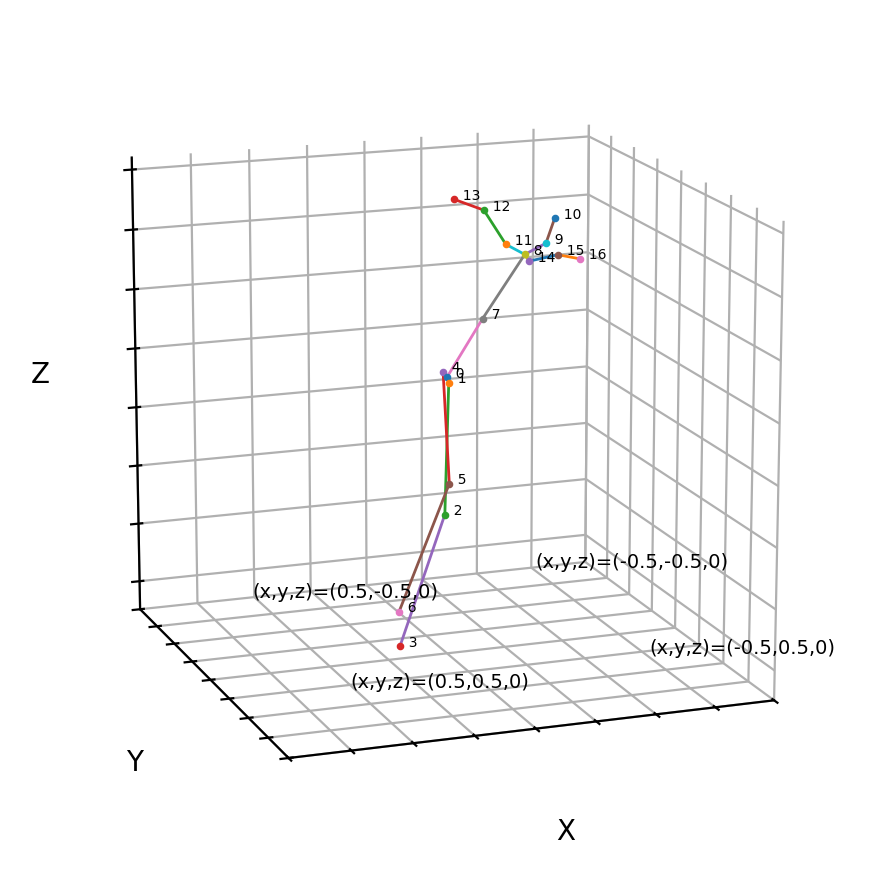 13
12
10
11
9
8
15
16
14
7
Z
4
0
1
5
2
(x,y,z)=(-0.5,-0.5,0)
(x,y,z)=(0.5,-0.5,0)
6
3
(x,y,z)=(-0.5,0.5,0)
(x,y,z)=(0.5,0.5,0)
Y
X